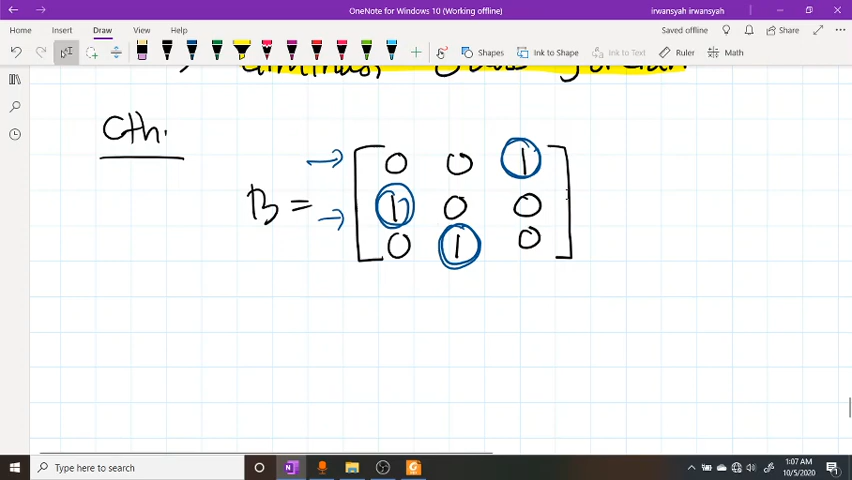 OneNote for Windows 10 (Working offline)
irwansyah irwansyah
Home Insert Draw View Help
Saved offline Share
Shapes Ink to Shape Ink to Text Ruler Math
Cth.
0 0 1
B = 1 0 0
0 1 0
Type here to search
1:07 AM
10/5/2020